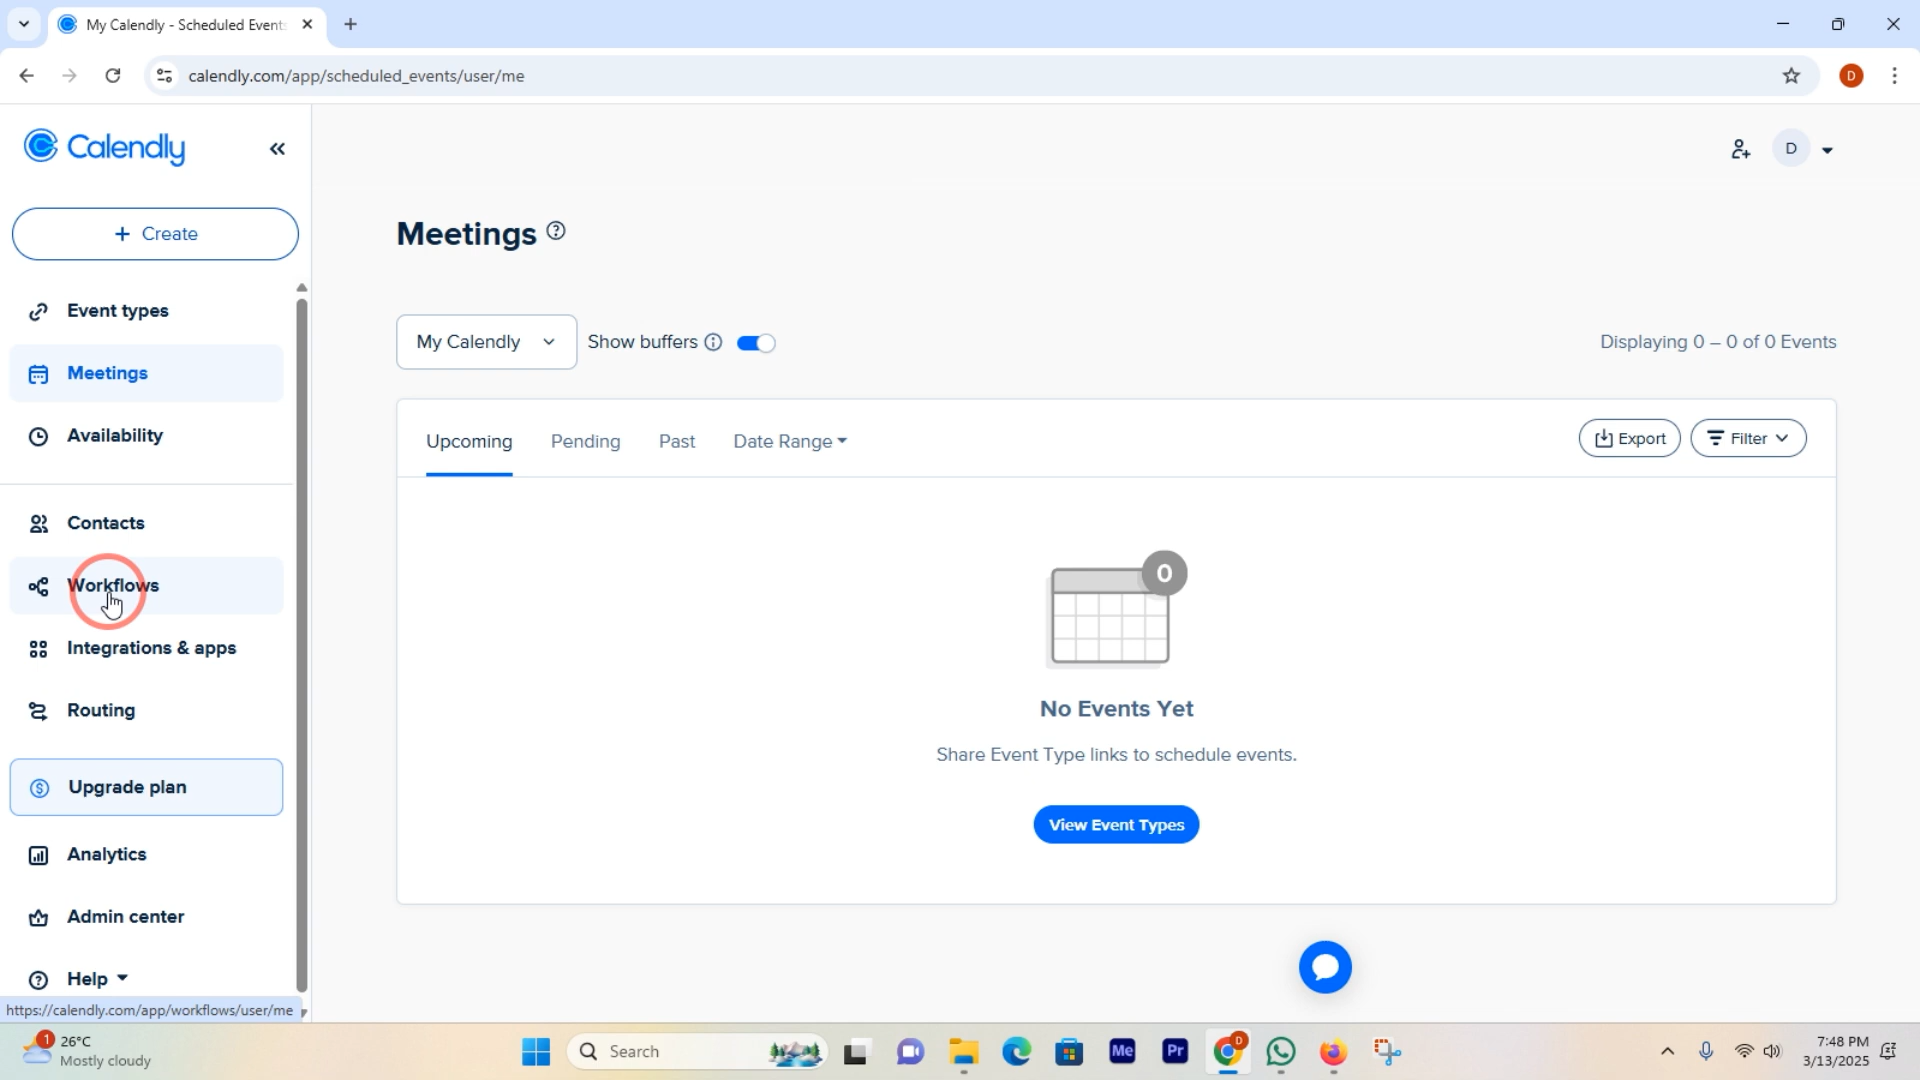 My Calendly - Scheduled Event
calendly.com/app/scheduled_events/user/me
D
Calendly
D
+ Create
Meetings
Event types
My Calendly
Show buffers
Displaying 0 – 0 of 0 Events
Meetings
Availability
Upcoming
Pending
Past
Date Range
Export
Filter
Contacts
0
Workflows
Integrations & apps
Routing
No Events Yet
Share Event Type links to schedule events.
Upgrade plan
View Event Types
Analytics
Admin center
Help
https://calendly.com/app/workflows/user/me
1
26°C
Mostly cloudy
Search
Me
Pr
D
7:48 PM
3/13/2025